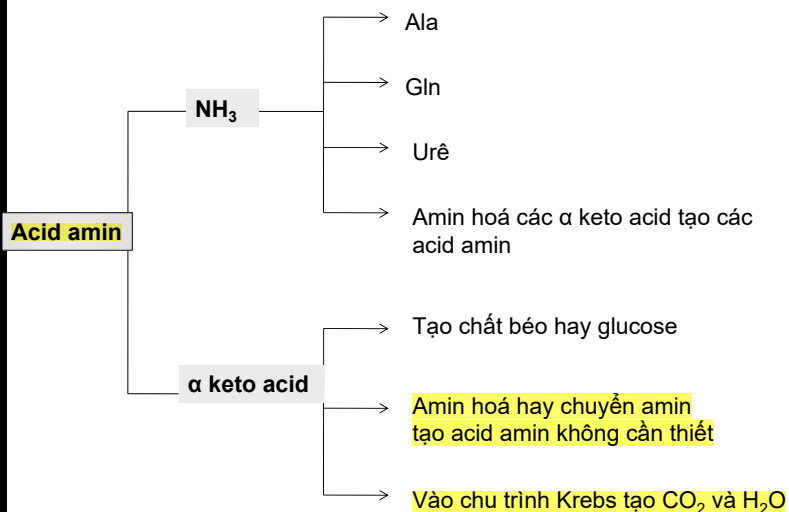 Acid amin
NH₃
Ala
Gln
Urê
Amin hoá các α keto acid tạo các
acid amin
α keto acid
Tạo chất béo hay glucose
Amin hoá hay chuyển amin
tạo acid amin không cần thiết
Vào chu trình Krebs tạo CO₂ và H₂O